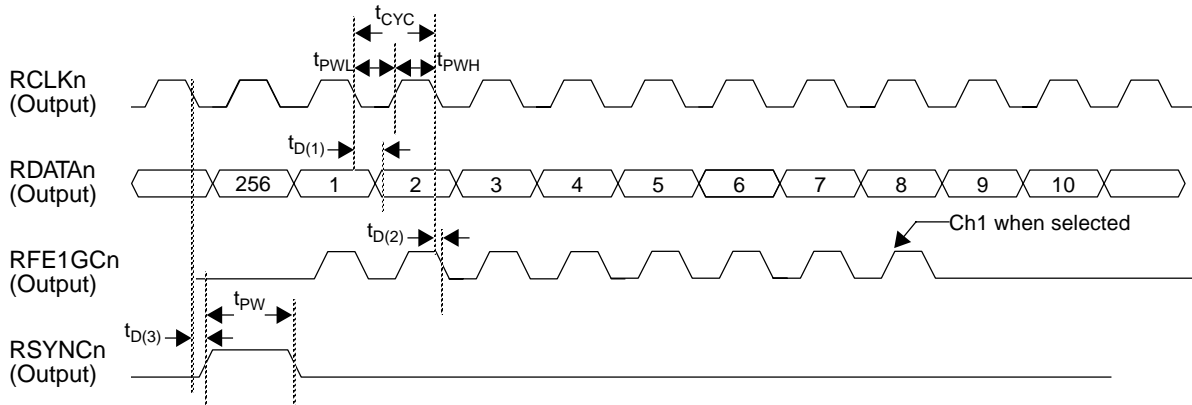 tCYC
tPWL
tPWH
RCLKn
(Output)
tD(1)
RDATAn
(Output)
256 1 2 3 4 5 6 7 8 9 10
tD(2)
Ch1 when selected
RFE1GCn
(Output)
tPW
tD(3)
RSYNCn
(Output)